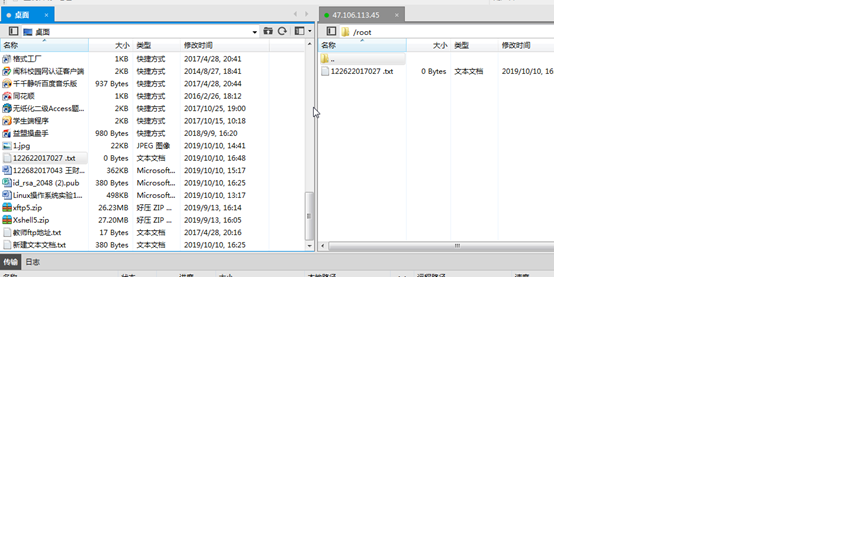 桌面 ×
47.106.113.45 ×
桌面
/root
名称 大小 类型 修改时间
格式工厂 1KB 快捷方式 2017/4/28, 20:41
闽科校园网认证客户端 2KB 快捷方式 2014/8/27, 18:41
千千静听百度音乐版 937 Bytes 快捷方式 2017/4/28, 20:44
同花顺 1KB 快捷方式 2016/2/26, 18:12
无纸化二级Access题... 2KB 快捷方式 2017/10/25, 19:00
学生端程序 2KB 快捷方式 2017/10/15, 10:18
益盟操盘手 980 Bytes 快捷方式 2018/9/9, 16:20
1.jpg 22KB JPEG 图像 2019/10/10, 14:41
122622017027 .txt 0 Bytes 文本文档 2019/10/10, 16:48
122682017043 王财... 362KB Microsoft... 2019/10/10, 15:17
id_rsa_2048 (2).pub 380 Bytes Microsoft... 2019/10/10, 16:25
Linux操作系统实验1... 498KB Microsoft... 2019/10/10, 13:17
xftp5.zip 26.23MB 好压 ZIP ... 2019/9/13, 16:14
Xshell5.zip 27.20MB 好压 ZIP ... 2019/9/13, 16:05
教师ftp地址.txt 17 Bytes 文本文档 2017/4/28, 20:16
新建文本文档.txt 380 Bytes 文本文档 2019/10/10, 16:25
名称 大小 类型 修改时间
..
122622017027 .txt 0 Bytes 文本文档 2019/10/10, 16
传输 日志